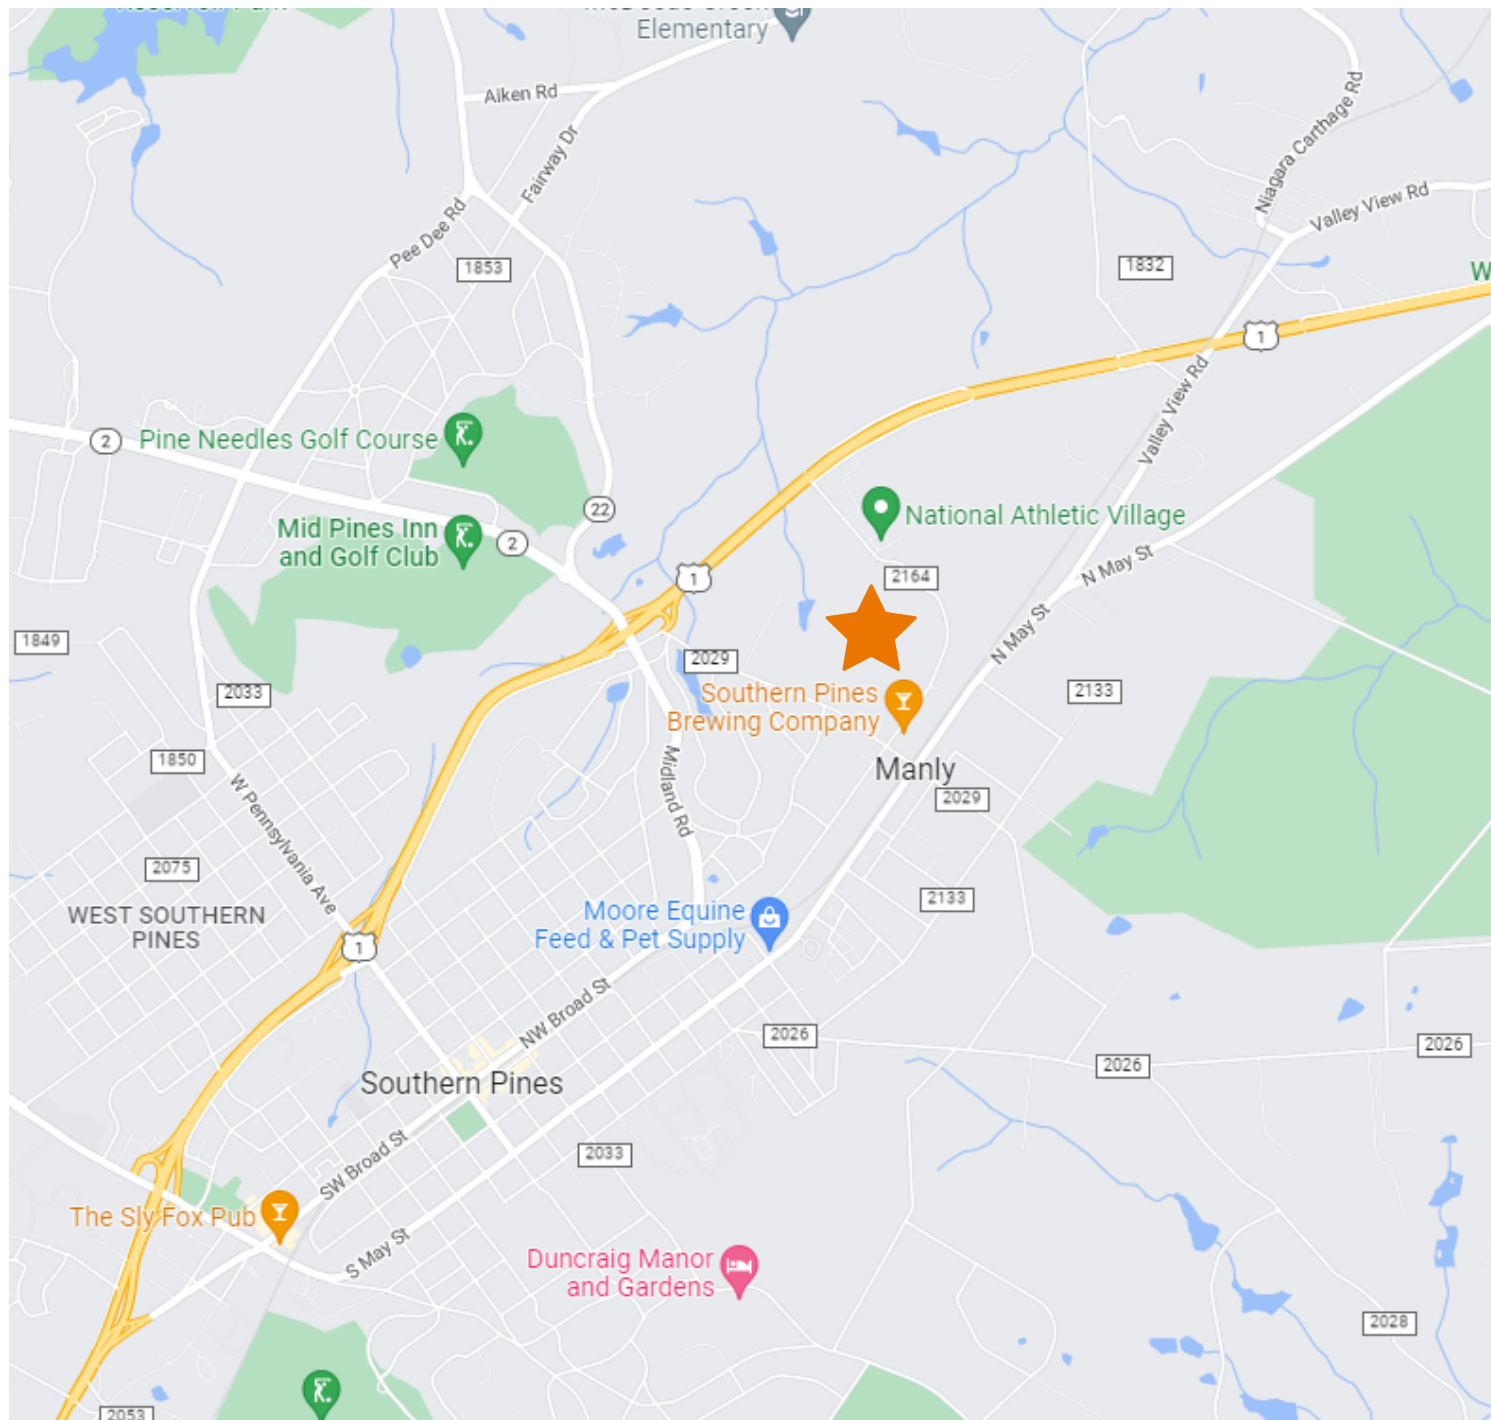 Elementary
Aiken Rd
Fairway Dr
Niagara Carthage Rd
Valley View Rd
Pee Dee Rd
1853
1832
W
1
Valley View Rd
2
Pine Needles Golf Course
22
Mid Pines Inn
and Golf Club
2
National Athletic Village
1
2164
N May St
N May St
1849
2029
2033
2133
Southern Pines
Brewing Company
1850
Midland Rd
Manly
2029
W Pennsylvania Ave
2075
2133
WEST SOUTHERN
PINES
Moore Equine
Feed & Pet Supply
1
NW Broad St
2026
2026
2026
Southern Pines
SW Broad St
2033
The Sly Fox Pub
S May St
Duncraig Manor
and Gardens
2028
2053